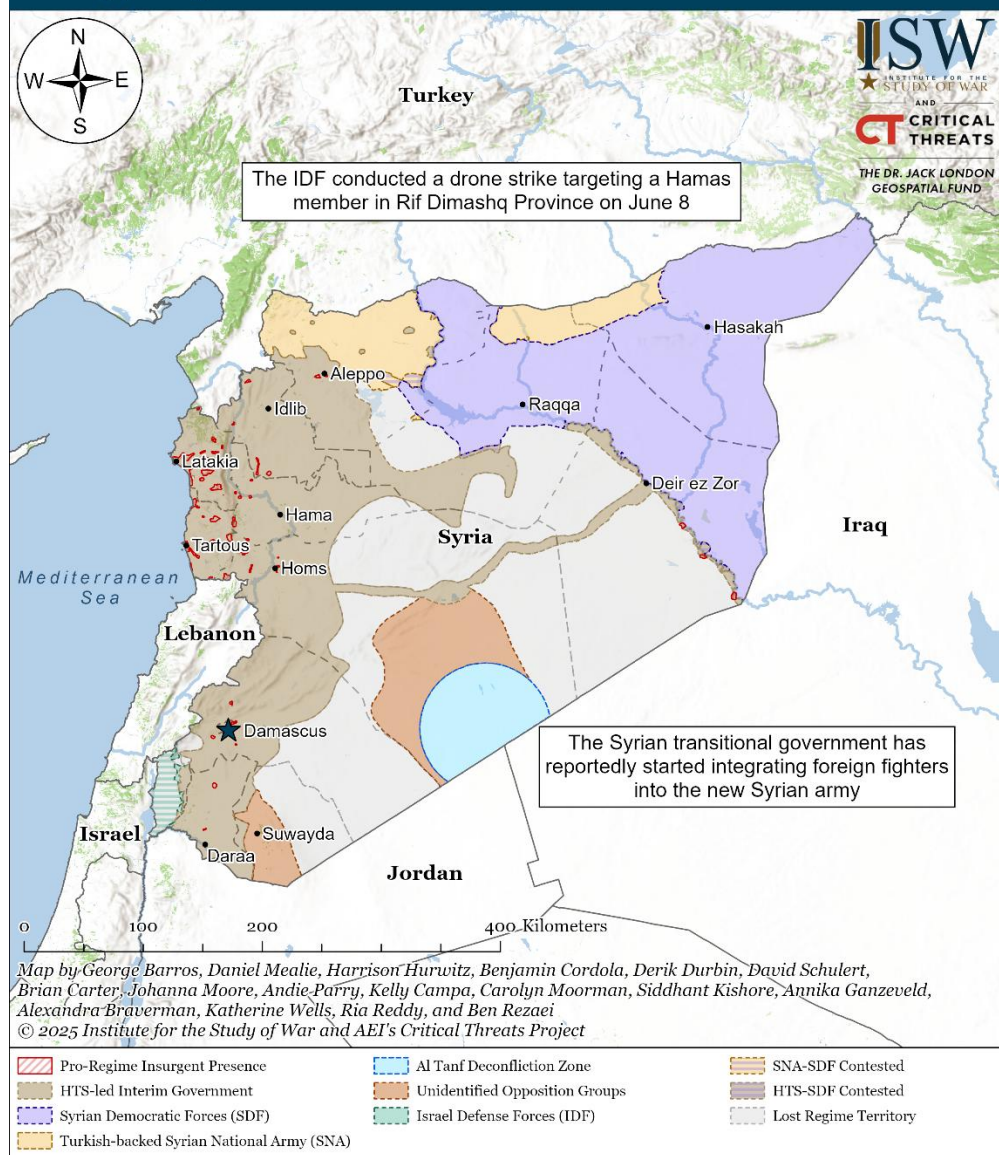 N
W E
S
ISW
INSTITUTE FOR THE
STUDY OF WAR
AND
CT CRITICAL
THREATS
THE DR. JACK LONDON
GEOSPATIAL FUND
Turkey
The IDF conducted a drone strike targeting a Hamas
member in Rif Dimashq Province on June 8
Hasakah
Aleppo
Idlib
Raqqa
Latakia
Deir ez Zor
Hama
Iraq
Syria
Tartous
Homs
Mediterranean
Sea
Lebanon
Damascus
The Syrian transitional government has
reportedly started integrating foreign fighters
into the new Syrian army
Israel
Suwayda
Daraa
Jordan
0 100 200 400 Kilometers
Map by George Barros, Daniel Mealie, Harrison Hurwitz, Benjamin Cordola, Derik Durbin, David Schulert,
Brian Carter, Johanna Moore, Andie Parry, Kelly Campa, Carolyn Moorman, Siddhant Kishore, Annika Ganzeveld,
Alexandra Braverman, Katherine Wells, Ria Reddy, and Ben Rezaei
© 2025 Institute for the Study of War and AEI's Critical Threats Project
Pro-Regime Insurgent Presence
HTS-led Interim Government
Syrian Democratic Forces (SDF)
Turkish-backed Syrian National Army (SNA)
Al Tanf Deconfliction Zone
Unidentified Opposition Groups
Israel Defense Forces (IDF)
SNA-SDF Contested
HTS-SDF Contested
Lost Regime Territory